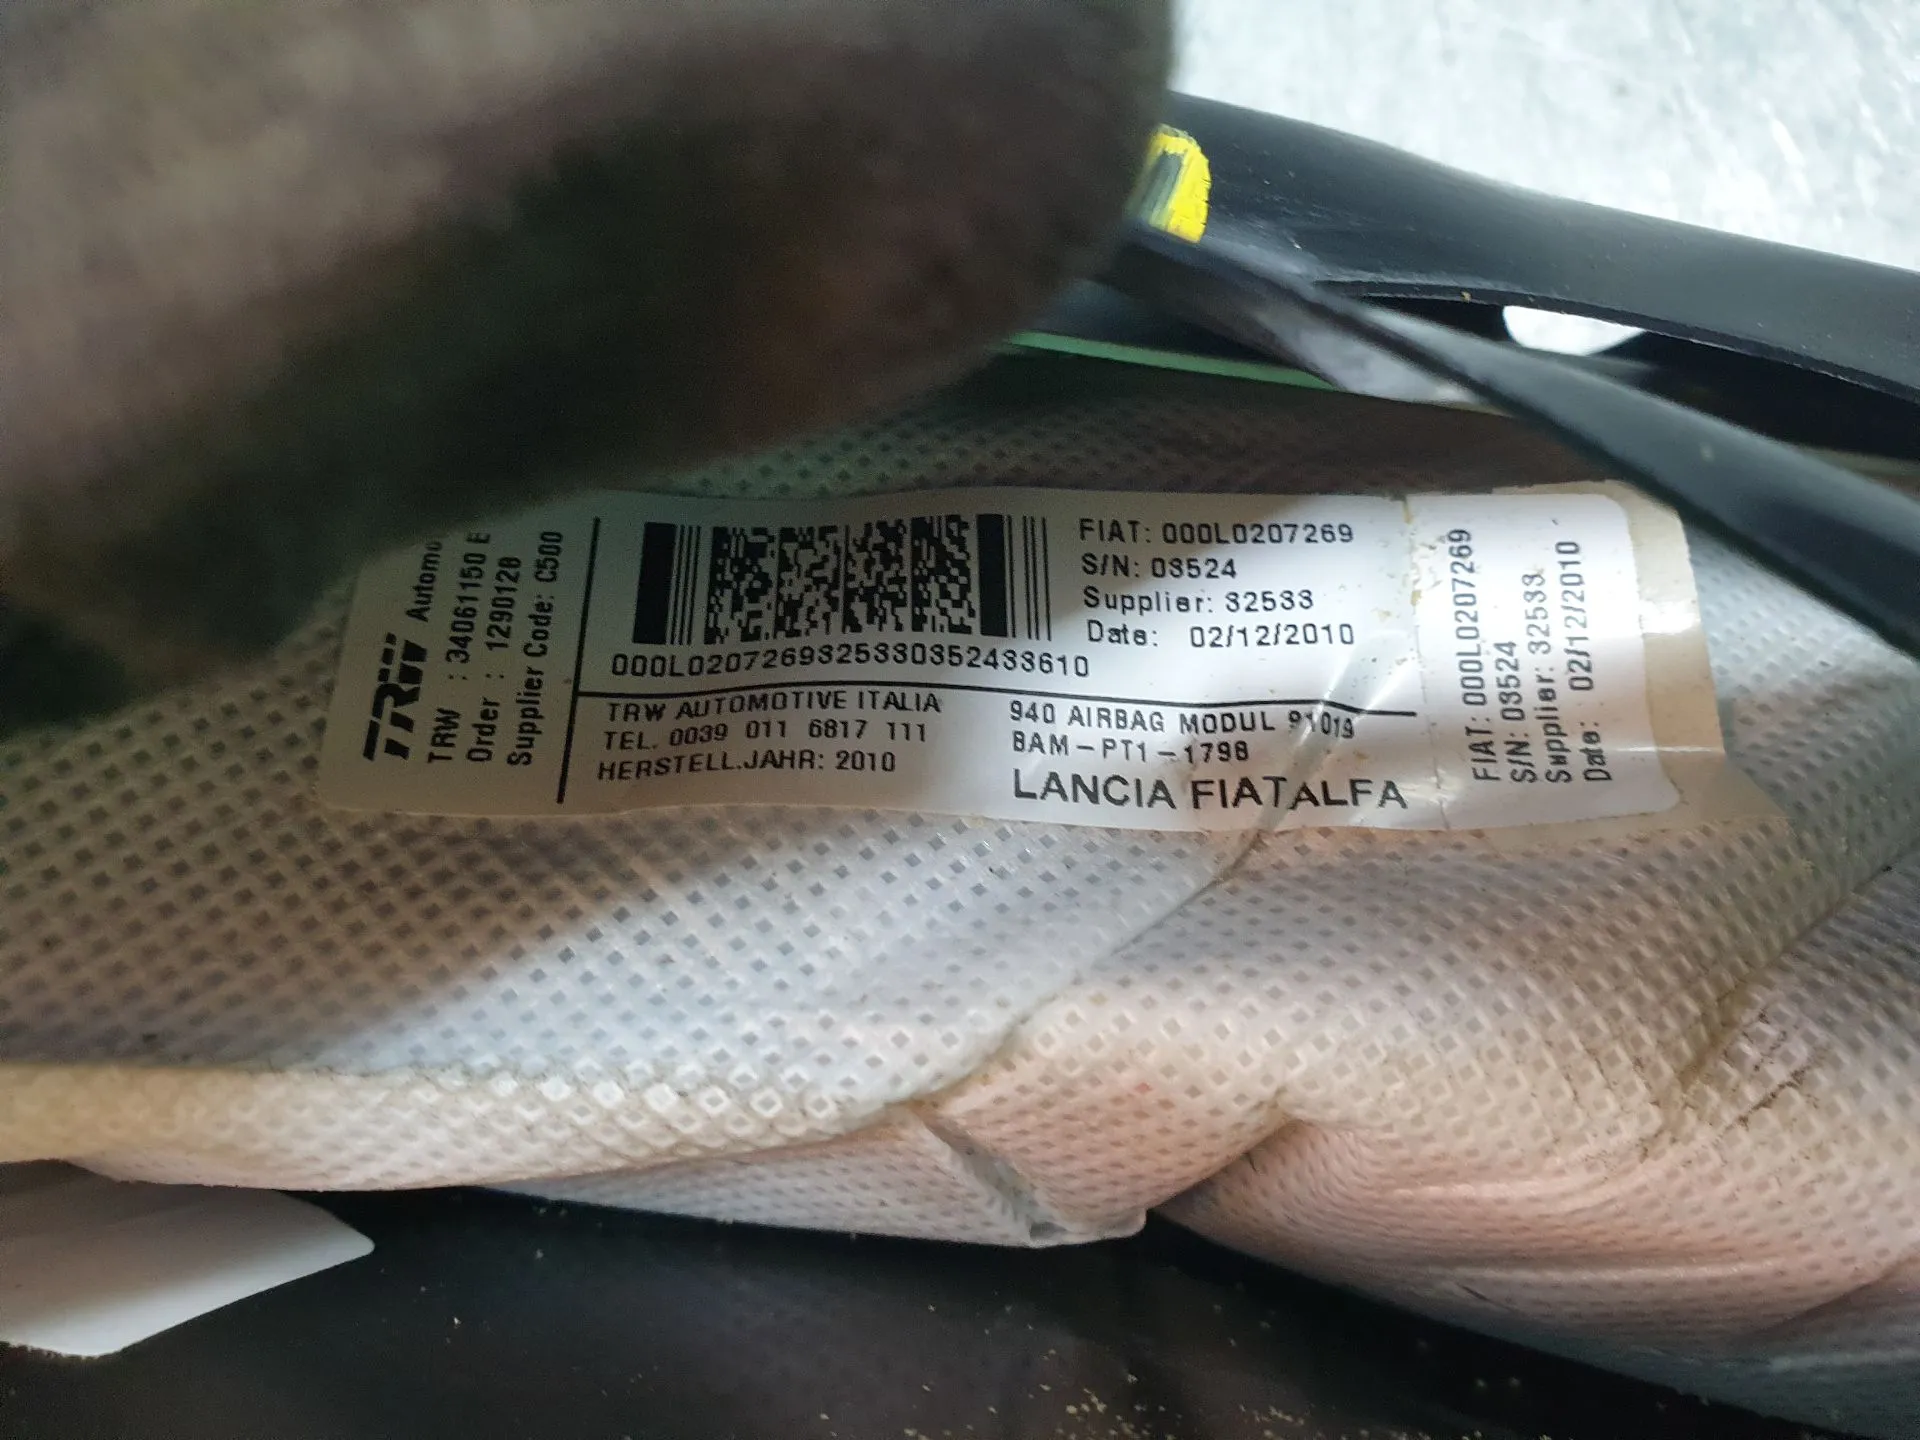 TRW Automo
TRW : 34061150 E
Order : 1290128
Supplier Code: C500
FIAT: 000L0207269
S/N: 03524
Supplier: 32533
Date: 02/12/2010
000L0207269325330352433610
TRW AUTOMOTIVE ITALIA
TEL. 0039 011 6817 111
HERSTELL.JAHR: 2010
940 AIRBAG MODUL 91019
BAM-PT1-1798
LANCIA FIATALFA
FIAT: 000L0207269
S/N: 03524
Supplier: 32533
Date: 02/12/2010